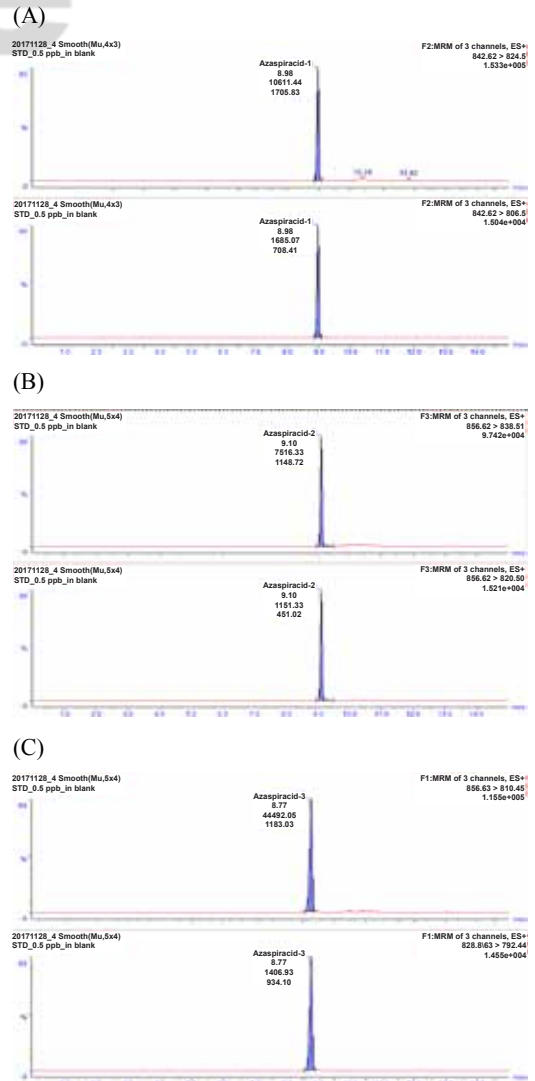 (A)
20171128_4 Smooth(Mu,4x3)
STD_0.5 ppb_in blank
F2:MRM of 3 channels, ES+
842.62 > 824.5
1.533e+005
Azaspiracid-1
8.98
10611.44
1705.83
20171128_4 Smooth(Mu,4x3)
STD_0.5 ppb_in blank
F2:MRM of 3 channels, ES+
842.62 > 806.5
1.504e+004
Azaspiracid-1
8.98
1685.07
708.41
(B)
20171128_4 Smooth(Mu,5x4)
STD_0.5 ppb_in blank
F3:MRM of 3 channels, ES+
856.62 > 838.51
9.742e+004
Azaspiracid-2
9.10
7516.33
1148.72
20171128_4 Smooth(Mu,5x4)
STD_0.5 ppb_in blank
F3:MRM of 3 channels, ES+
856.62 > 820.50
1.521e+004
Azaspiracid-2
9.10
1151.33
451.02
(C)
20171128_4 Smooth(Mu,5x4)
STD_0.5 ppb_in blank
F1:MRM of 3 channels, ES+
856.63 > 810.45
1.155e+005
Azaspiracid-3
8.77
44492.05
1183.03
20171128_4 Smooth(Mu,5x4)
STD_0.5 ppb_in blank
F1:MRM of 3 channels, ES+
828.8\63 > 792.44
1.455e+004
Azaspiracid-3
8.77
1406.93
934.10